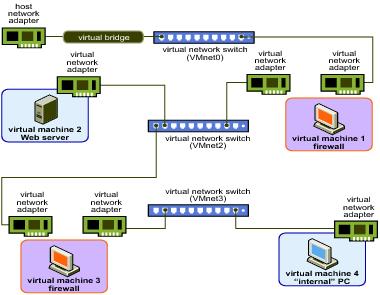 host
network
adapter
virtual bridge
virtual network switch
(VMnet0)
virtual
network
adapter
virtual
network
adapter
virtual
network
adapter
virtual machine 2
Web server
virtual machine 1
firewall
virtual network switch
(VMnet2)
virtual network switch
(VMnet3)
virtual
network
adapter
virtual
network
adapter
virtual
network
adapter
virtual machine 3
firewall
virtual machine 4
"internal" PC